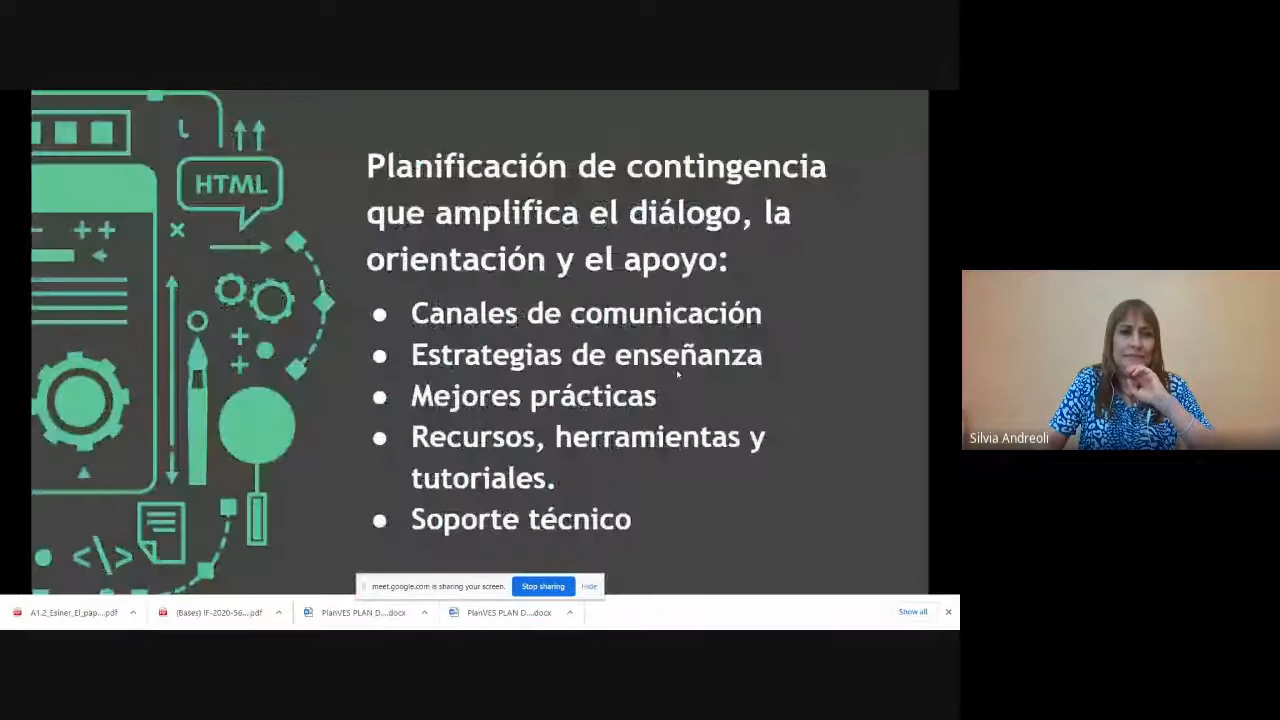 HTML
Planificación de contingencia
que amplifica el diálogo, la
orientación y el apoyo:
● Canales de comunicación
● Estrategias de enseñanza
● Mejores prácticas
● Recursos, herramientas y
tutoriales.
● Soporte técnico
Silvia Andreoli
meet.google.com is sharing your screen. Stop sharing Hide
A1.2_Esiner_El_pap....pdf (Bases) IF-2020-56....pdf PlanVES PLAN D....docx PlanVES PLAN D....docx Show all